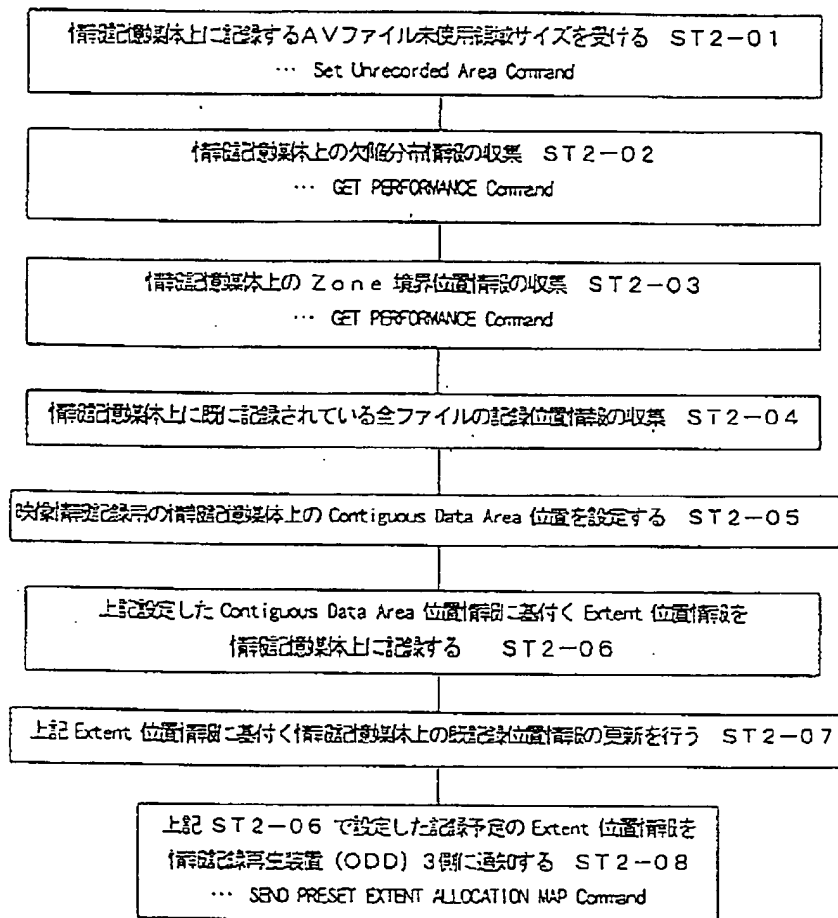 情報記憶媒体上に記録するAVファイル未使用領域サイズを受ける ST2-01
… Set Unrecorded Area Command
情報記憶媒体上の欠陥分布情報の収集 ST2-02
… GET PERFORMANCE Command
情報記憶媒体上の Zone 境界位置情報の収集 ST2-03
… GET PERFORMANCE Command
情報記憶媒体上に既に記録されている全ファイルの記録位置情報の収集 ST2-04
映像情報記録用の情報記憶媒体上の Contiguous Data Area 位置を設定する ST2-05
上記設定した Contiguous Data Area 位置情報に基付く Extent 位置情報を
情報記憶媒体上に記録する ST2-06
上記 Extent 位置情報に基付く情報記憶媒体上の既記録位置情報の更新を行う ST2-07
上記 ST2-06 で設定した記録予定の Extent 位置情報を
情報記録再生装置 (ODD) 3側に通知する ST2-08
… SEND PRESET EXTENT ALLOCATION MAP Command